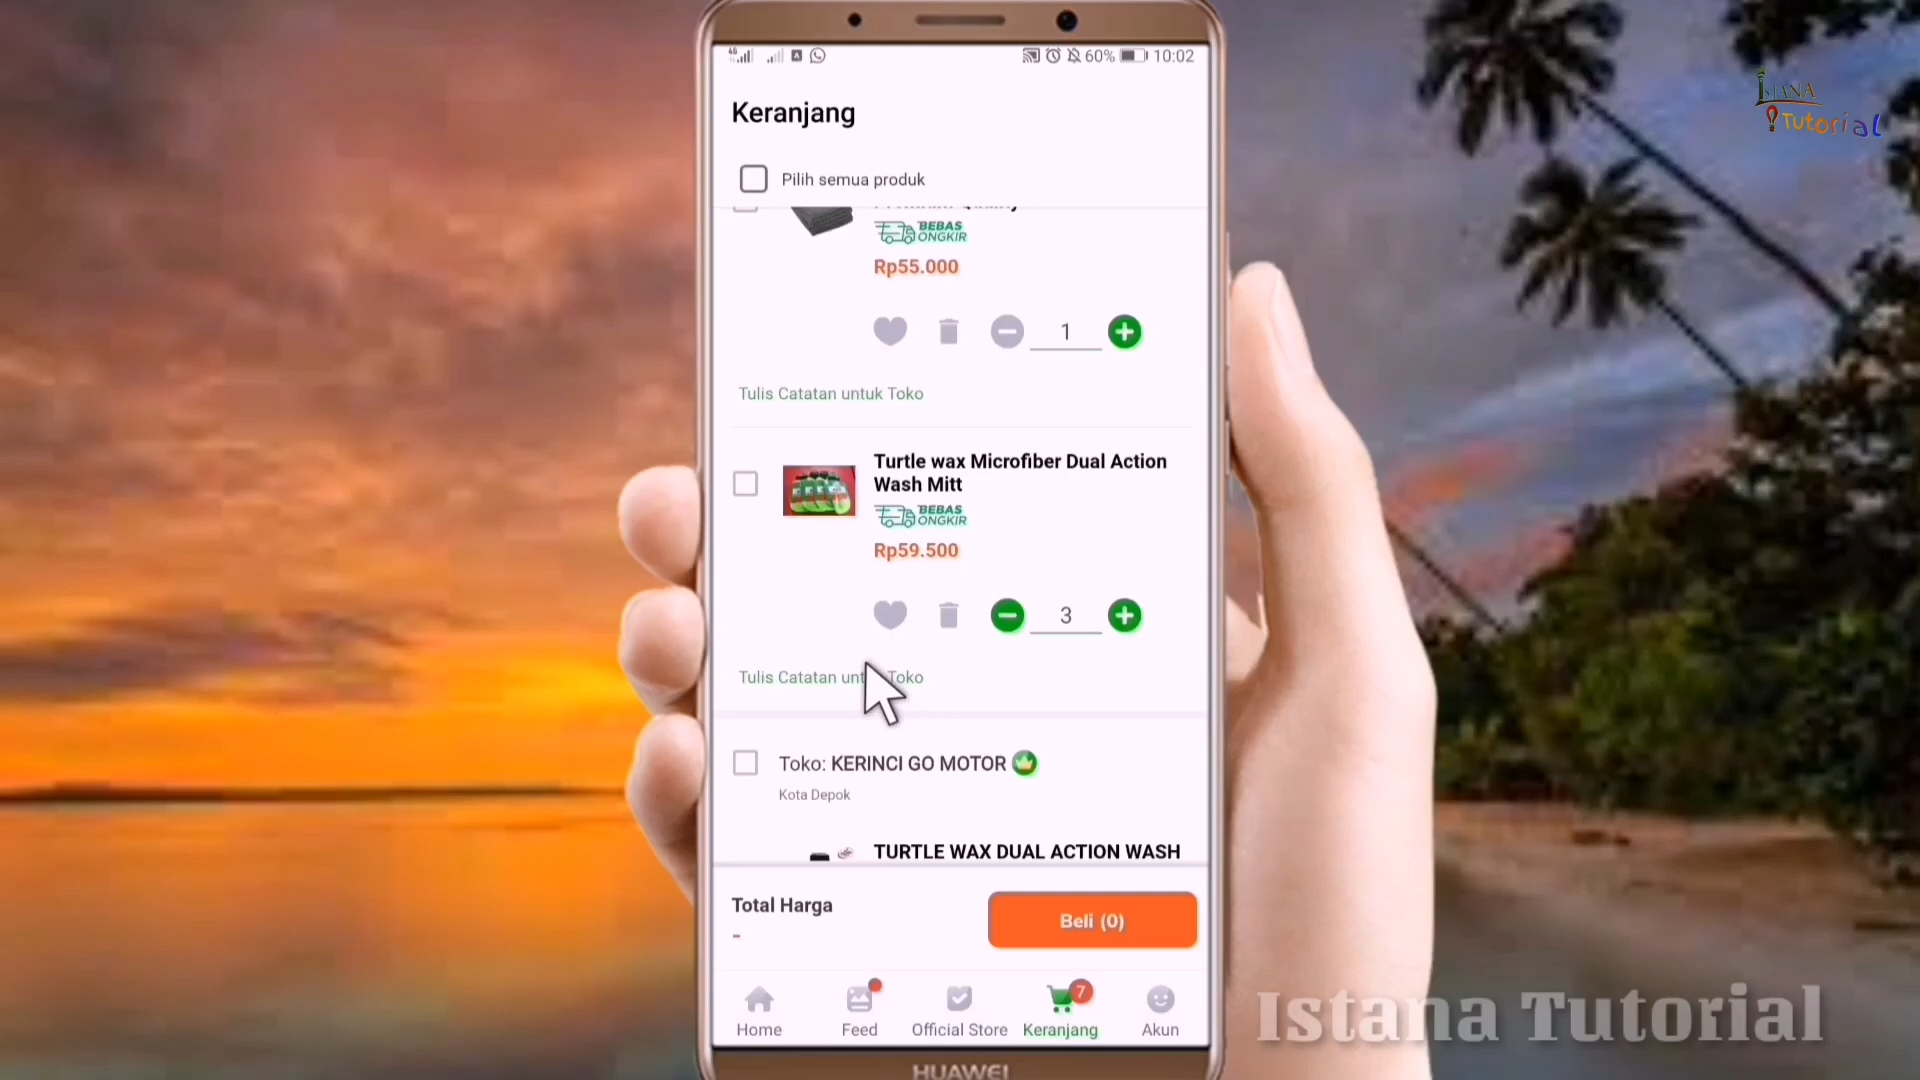 ISTANA
Tutorial
60% 10:02
Keranjang
Pilih semua produk
BEBAS
ONGKIR
Rp55.000
1
Tulis Catatan untuk Toko
Turtle wax Microfiber Dual Action
Wash Mitt
BEBAS
ONGKIR
Rp59.500
3
Tulis Catatan unt Toko
Toko: KERINCI GO MOTOR
Kota Depok
TURTLE WAX DUAL ACTION WASH
Total Harga
-
Beli (0)
7
Home Feed Official Store Keranjang Akun
HUAWEI
Istana Tutorial